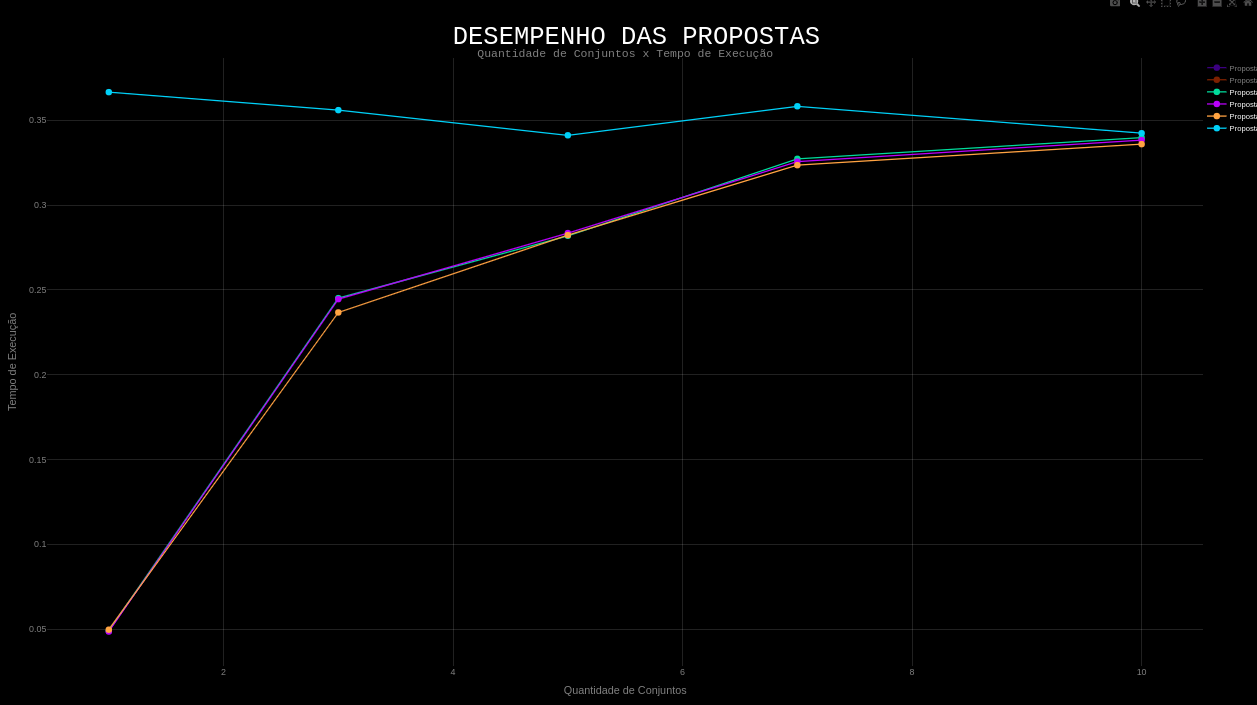 DESEMPENHO DAS PROPOSTAS
Quantidade de Conjuntos x Tempo de Execução
Proposta
Proposta
Proposta
Proposta
Proposta
Proposta
0.35
0.3
0.25
0.2
0.15
0.1
0.05
Tempo de Execução
2 4 6 8 10
Quantidade de Conjuntos